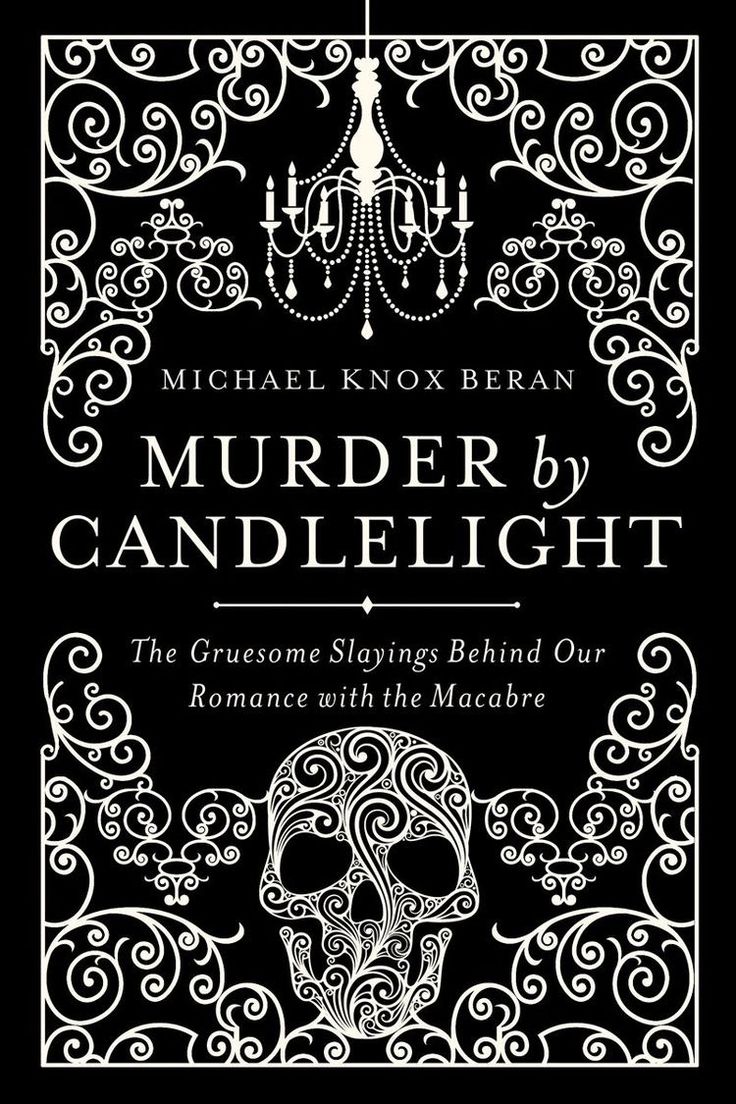 MICHAEL KNOX BERAN
MURDER by
CANDLELIGHT
The Gruesome Slayings Behind Our
Romance with the Macabre